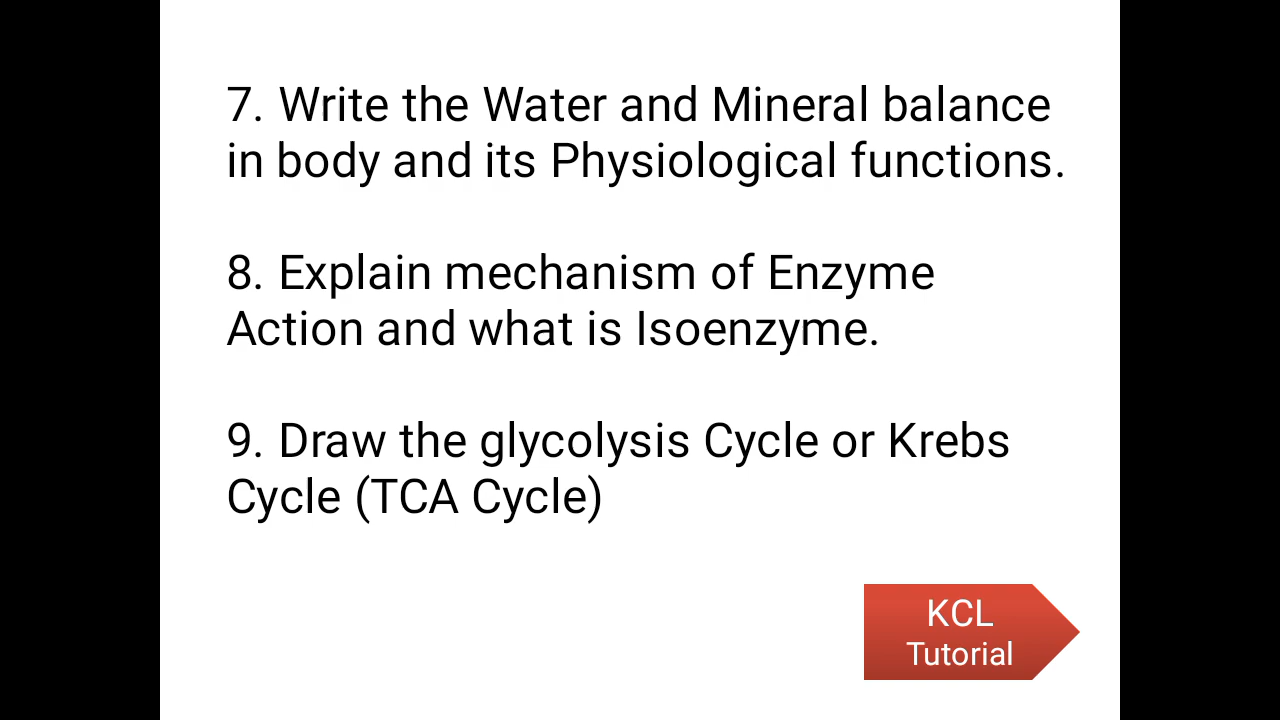 7. Write the Water and Mineral balance
in body and its Physiological functions.
8. Explain mechanism of Enzyme
Action and what is Isoenzyme.
9. Draw the glycolysis Cycle or Krebs
Cycle (TCA Cycle)
KCL
Tutorial